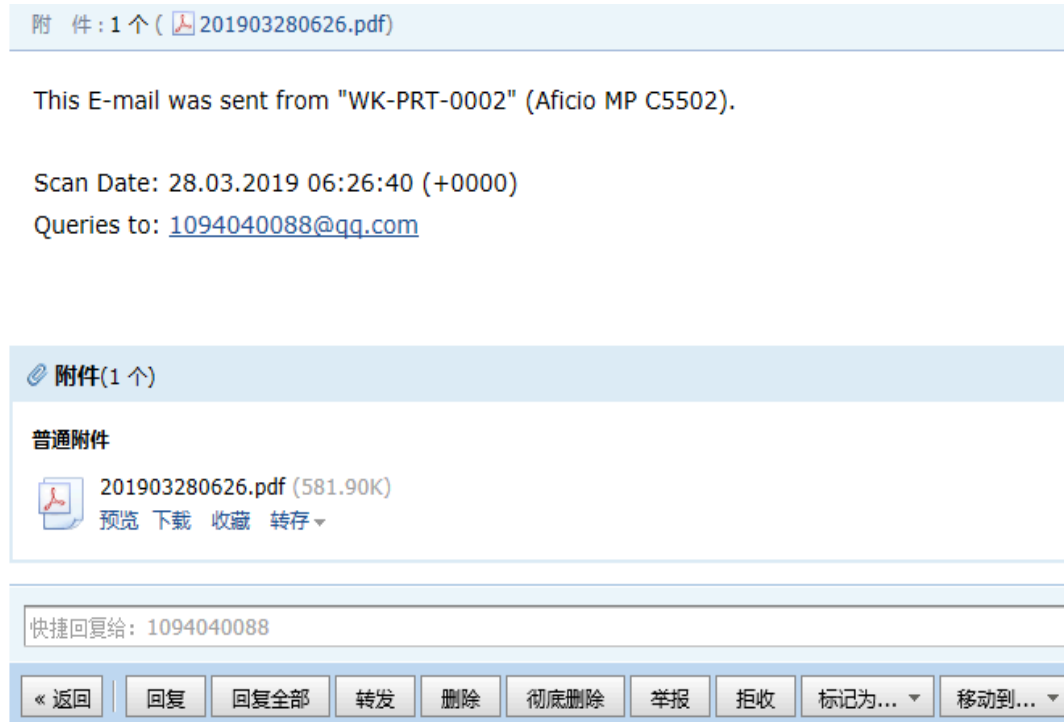 附 件：1 个 ( 201903280626.pdf)
This E-mail was sent from "WK-PRT-0002" (Aficio MP C5502).
Scan Date: 28.03.2019 06:26:40 (+0000)
Queries to: 1094040088@qq.com
附件(1 个)
普通附件
201903280626.pdf (581.90K)
预览 下载 收藏 转存
快捷回复给：1094040088
« 返回 回复 回复全部 转发 删除 彻底删除 举报 拒收 标记为... 移动到...